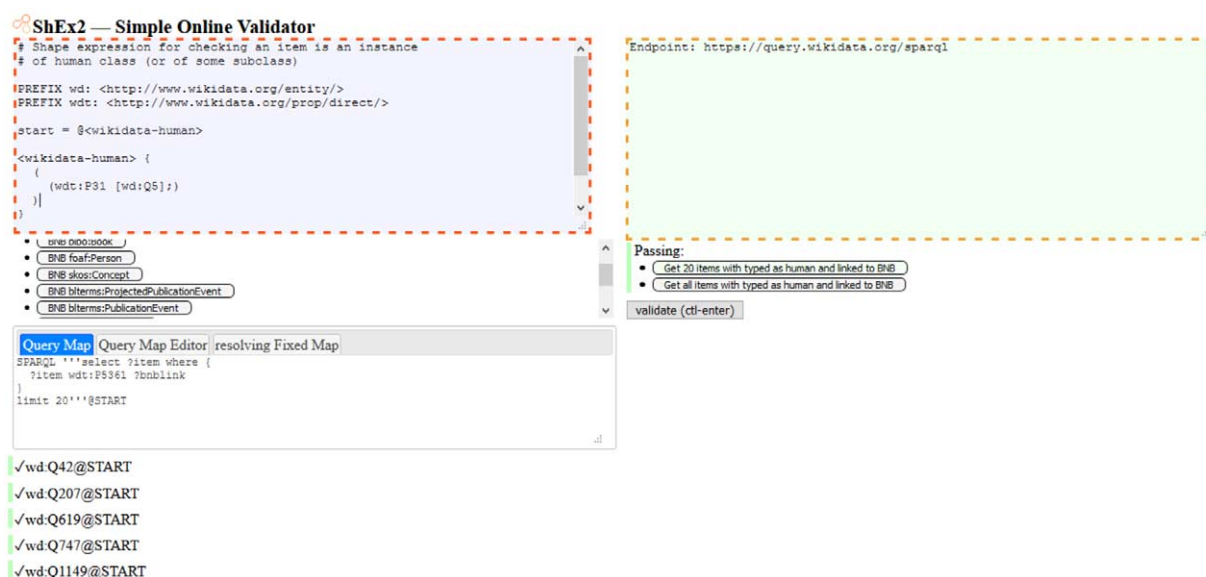 ShEx2 — Simple Online Validator
# Shape expression for checking an item is an instance
# of human class (or of some subclass)
PREFIX wd: <http://www.wikidata.org/entity/>
PREFIX wdt: <http://www.wikidata.org/prop/direct/>
start = @<wikidata-human>
<wikidata-human> {
(
(wdt:P31 [wd:Q5];)
)
}
Endpoint: https://query.wikidata.org/sparql
BNB bibo:Book
BNB foaf:Person
BNB skos:Concept
BNB blterms:ProjectedPublicationEvent
BNB blterms:PublicationEvent
Passing:
Get 20 items with typed as human and linked to BNB
Get all items with typed as human and linked to BNB
validate (ctl-enter)
Query Map Query Map Editor resolving Fixed Map
SPARQL '''select ?item where {
?item wdt:P5361 ?bnblink
}
limit 20'''@START
✓wd:Q42@START
✓wd:Q207@START
✓wd:Q619@START
✓wd:Q747@START
✓wd:Q1149@START